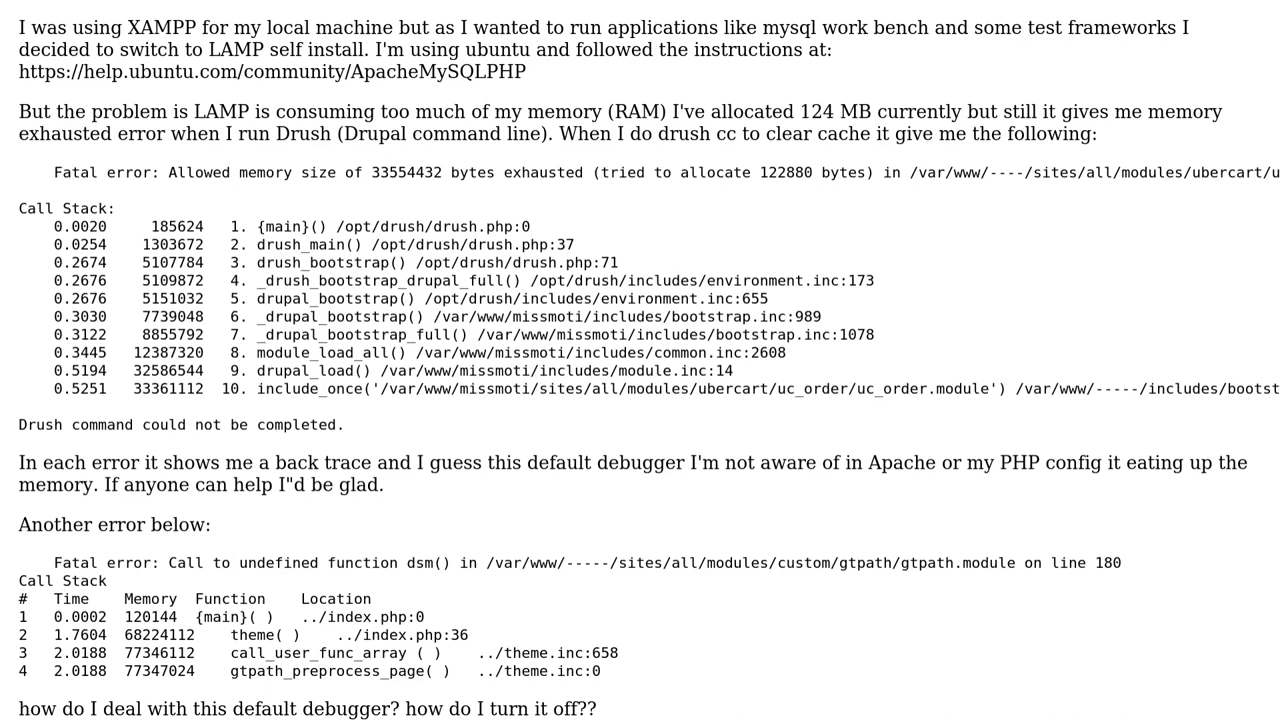 I was using XAMPP for my local machine but as I wanted to run applications like mysql work bench and some test frameworks I
decided to switch to LAMP self install. I'm using ubuntu and followed the instructions at:
https://help.ubuntu.com/community/ApacheMySQLPHP
But the problem is LAMP is consuming too much of my memory (RAM) I've allocated 124 MB currently but still it gives me memory
exhausted error when I run Drush (Drupal command line). When I do drush cc to clear cache it give me the following:
Fatal error: Allowed memory size of 33554432 bytes exhausted (tried to allocate 122880 bytes) in /var/www/----/sites/all/modules/ubercart/u
Call Stack:
0.0020 185624 1. {main}() /opt/drush/drush.php:0
0.0254 1303672 2. drush_main() /opt/drush/drush.php:37
0.2674 5107784 3. drush_bootstrap() /opt/drush/drush.php:71
0.2676 5109872 4. _drush_bootstrap_drupal_full() /opt/drush/includes/environment.inc:173
0.2676 5151032 5. drupal_bootstrap() /opt/drush/includes/environment.inc:655
0.3030 7739048 6. _drupal_bootstrap() /var/www/missmoti/includes/bootstrap.inc:989
0.3122 8855792 7. _drupal_bootstrap_full() /var/www/missmoti/includes/bootstrap.inc:1078
0.3445 12387320 8. module_load_all() /var/www/missmoti/includes/common.inc:2608
0.5194 32586544 9. drupal_load() /var/www/missmoti/includes/module.inc:14
0.5251 33361112 10. include_once('/var/www/missmoti/sites/all/modules/ubercart/uc_order/uc_order.module') /var/www/-----/includes/bootst
Drush command could not be completed.
In each error it shows me a back trace and I guess this default debugger I'm not aware of in Apache or my PHP config it eating up the
memory. If anyone can help I"d be glad.
Another error below:
Fatal error: Call to undefined function dsm() in /var/www/-----/sites/all/modules/custom/gtpath/gtpath.module on line 180
Call Stack
# Time Memory Function Location
1 0.0002 120144 {main}( ) ../index.php:0
2 1.7604 68224112 theme( ) ../index.php:36
3 2.0188 77346112 call_user_func_array ( ) ../theme.inc:658
4 2.0188 77347024 gtpath_preprocess_page( ) ../theme.inc:0
how do I deal with this default debugger? how do I turn it off??